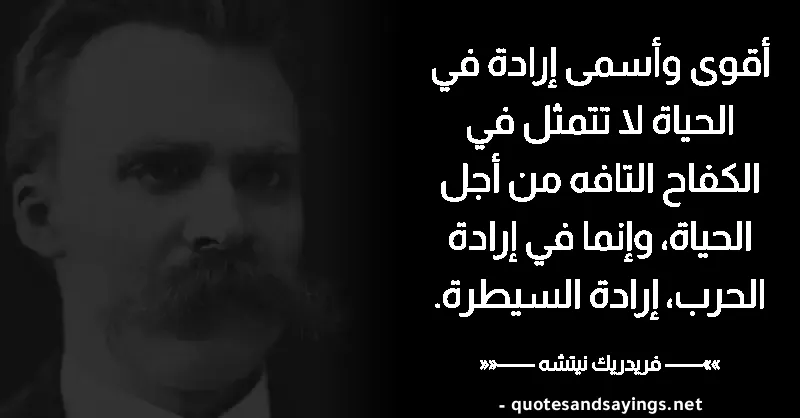 أقوى وأسمى إرادة في
الحياة لا تتمثل في
الكفاح التافه من أجل
الحياة، وإنما في إرادة
الحرب، إرادة السيطرة.
»»—— فريدريك نيتشه ——««
- quotesandsayings.net